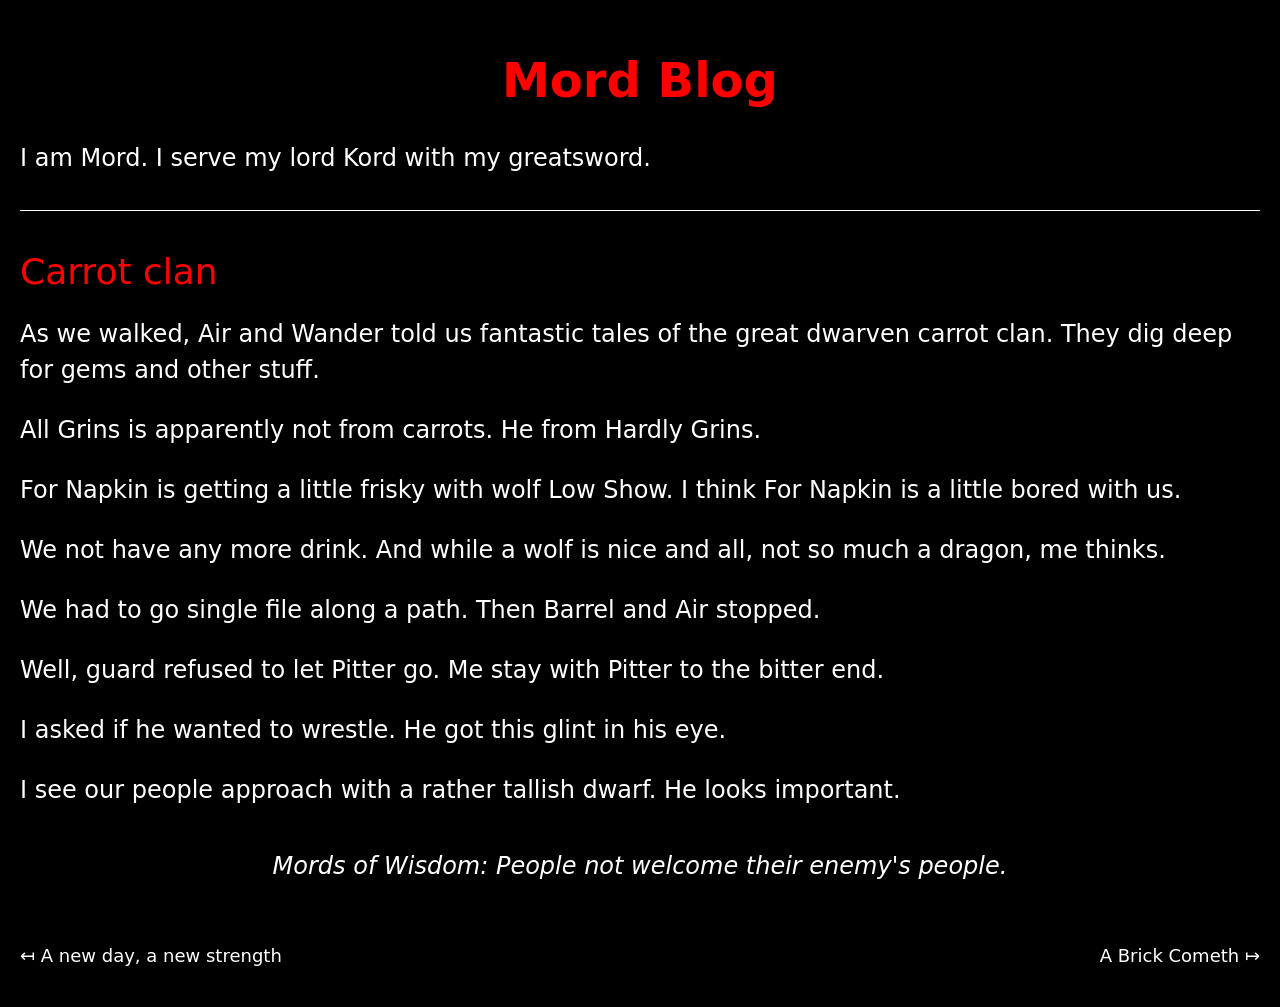 Mord Blog
I am Mord. I serve my lord Kord with my greatsword.
Carrot clan
As we walked, Air and Wander told us fantastic tales of the great dwarven carrot clan. They dig deep
for gems and other stuff.
All Grins is apparently not from carrots. He from Hardly Grins.
For Napkin is getting a little frisky with wolf Low Show. I think For Napkin is a little bored with us.
We not have any more drink. And while a wolf is nice and all, not so much a dragon, me thinks.
We had to go single file along a path. Then Barrel and Air stopped.
Well, guard refused to let Pitter go. Me stay with Pitter to the bitter end.
I asked if he wanted to wrestle. He got this glint in his eye.
I see our people approach with a rather tallish dwarf. He looks important.
Mords of Wisdom: People not welcome their enemy's people.
↤ A new day, a new strength
A Brick Cometh ↦